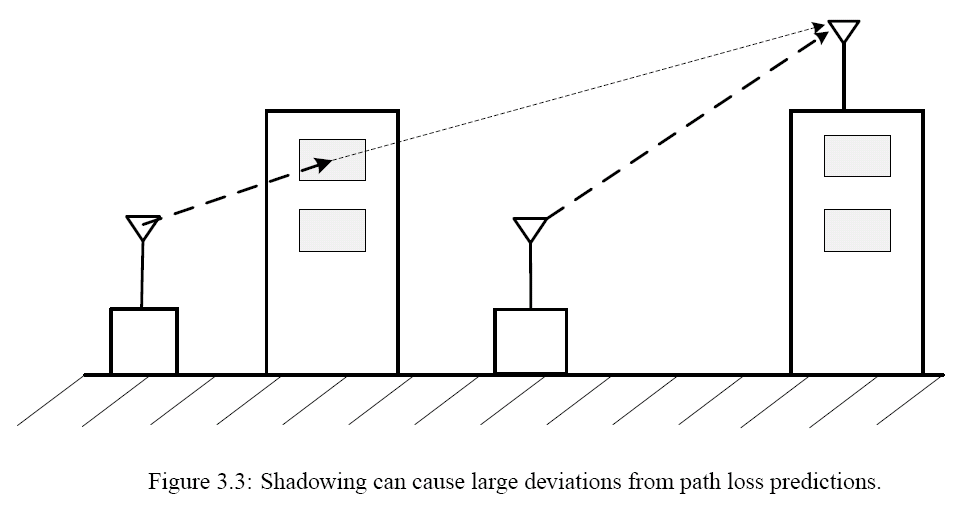 Figure 3.3: Shadowing can cause large deviations from path loss predictions.